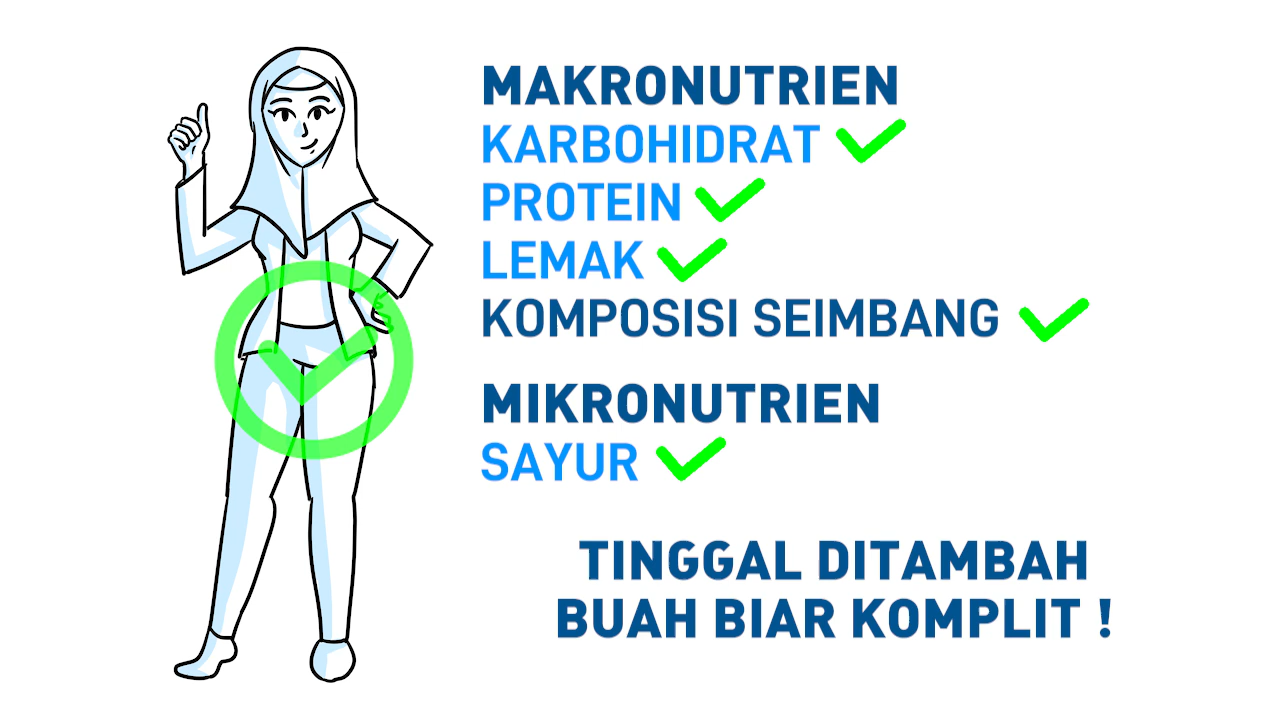 MAKRONUTRIEN
KARBOHIDRAT
PROTEIN
LEMAK
KOMPOSISI SEIMBANG
MIKRONUTRIEN
SAYUR
TINGGAL DITAMBAH
BUAH BIAR KOMPLIT !